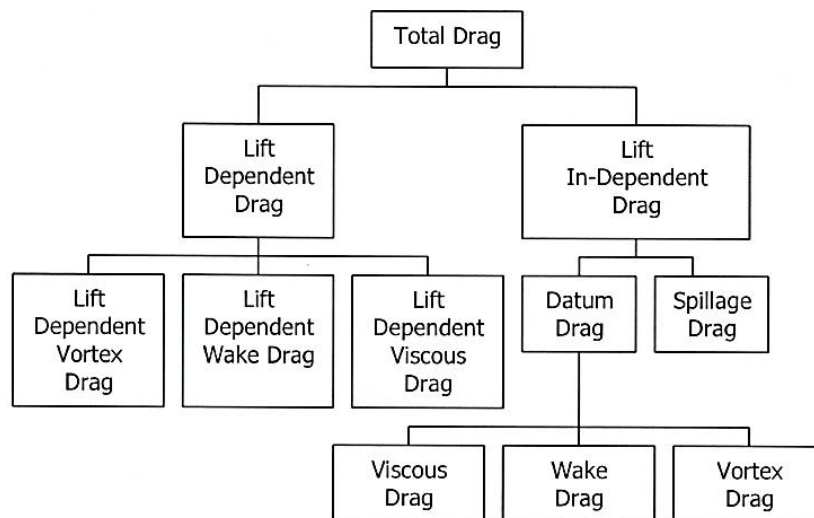 Total Drag
Lift
Dependent
Drag
Lift
In-Dependent
Drag
Lift
Dependent
Vortex
Drag
Lift
Dependent
Wake Drag
Lift
Dependent
Viscous
Drag
Datum
Drag
Spillage
Drag
Viscous
Drag
Wake
Drag
Vortex
Drag